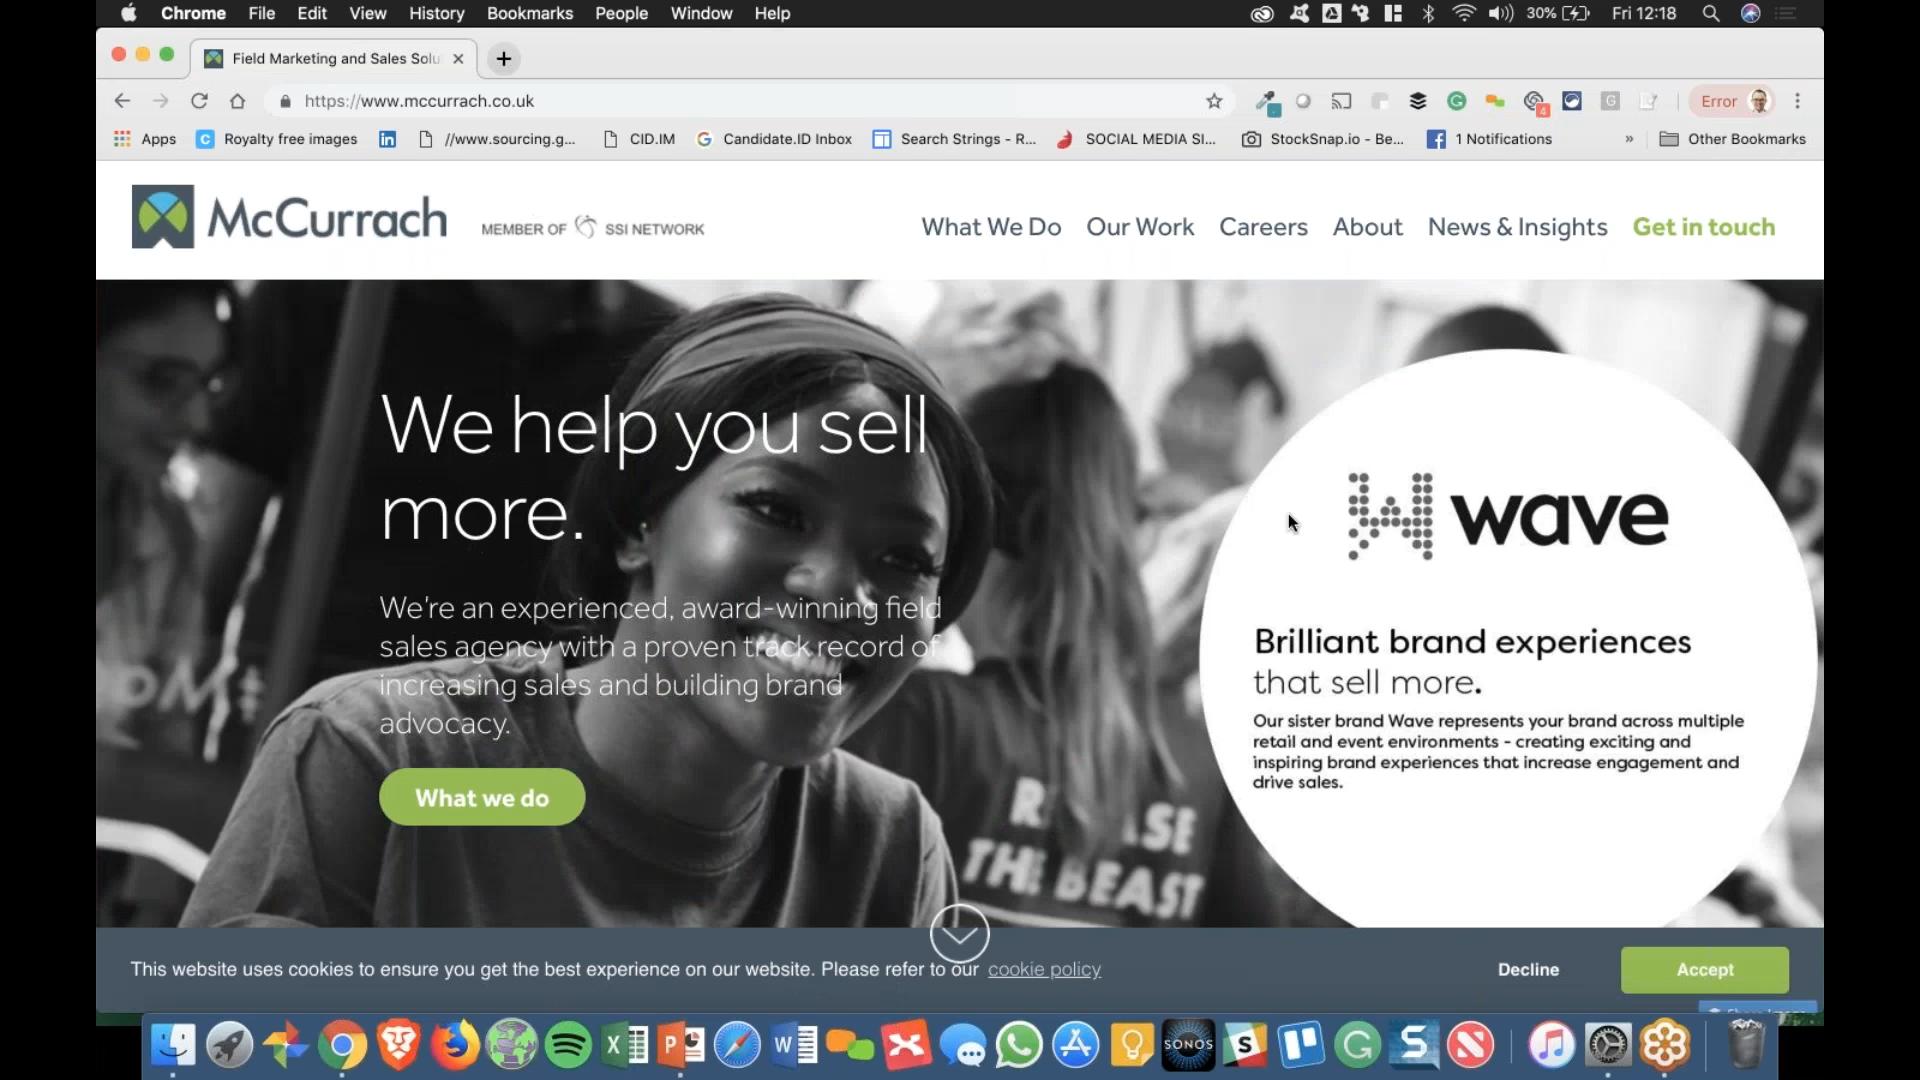 Chrome File Edit View History Bookmarks People Window Help 30% Fri 12:18
Field Marketing and Sales Solu
https://www.mccurrach.co.uk Error
Apps Royalty free images //www.sourcing.g... CID.IM Candidate.ID Inbox Search Strings - R... SOCIAL MEDIA SI... StockSnap.io - Be... 1 Notifications » Other Bookmarks
McCurrach MEMBER OF SSI NETWORK What We Do Our Work Careers About News & Insights Get in touch
We help you sell
more.
We're an experienced, award-winning field
sales agency with a proven track record of
increasing sales and building brand
advocacy.
What we do
THE BEAST
wave
Brilliant brand experiences
that sell more.
Our sister brand Wave represents your brand across multiple
retail and event environments - creating exciting and
inspiring brand experiences that increase engagement and
drive sales.
This website uses cookies to ensure you get the best experience on our website. Please refer to our cookie policy Decline Accept
SONOS